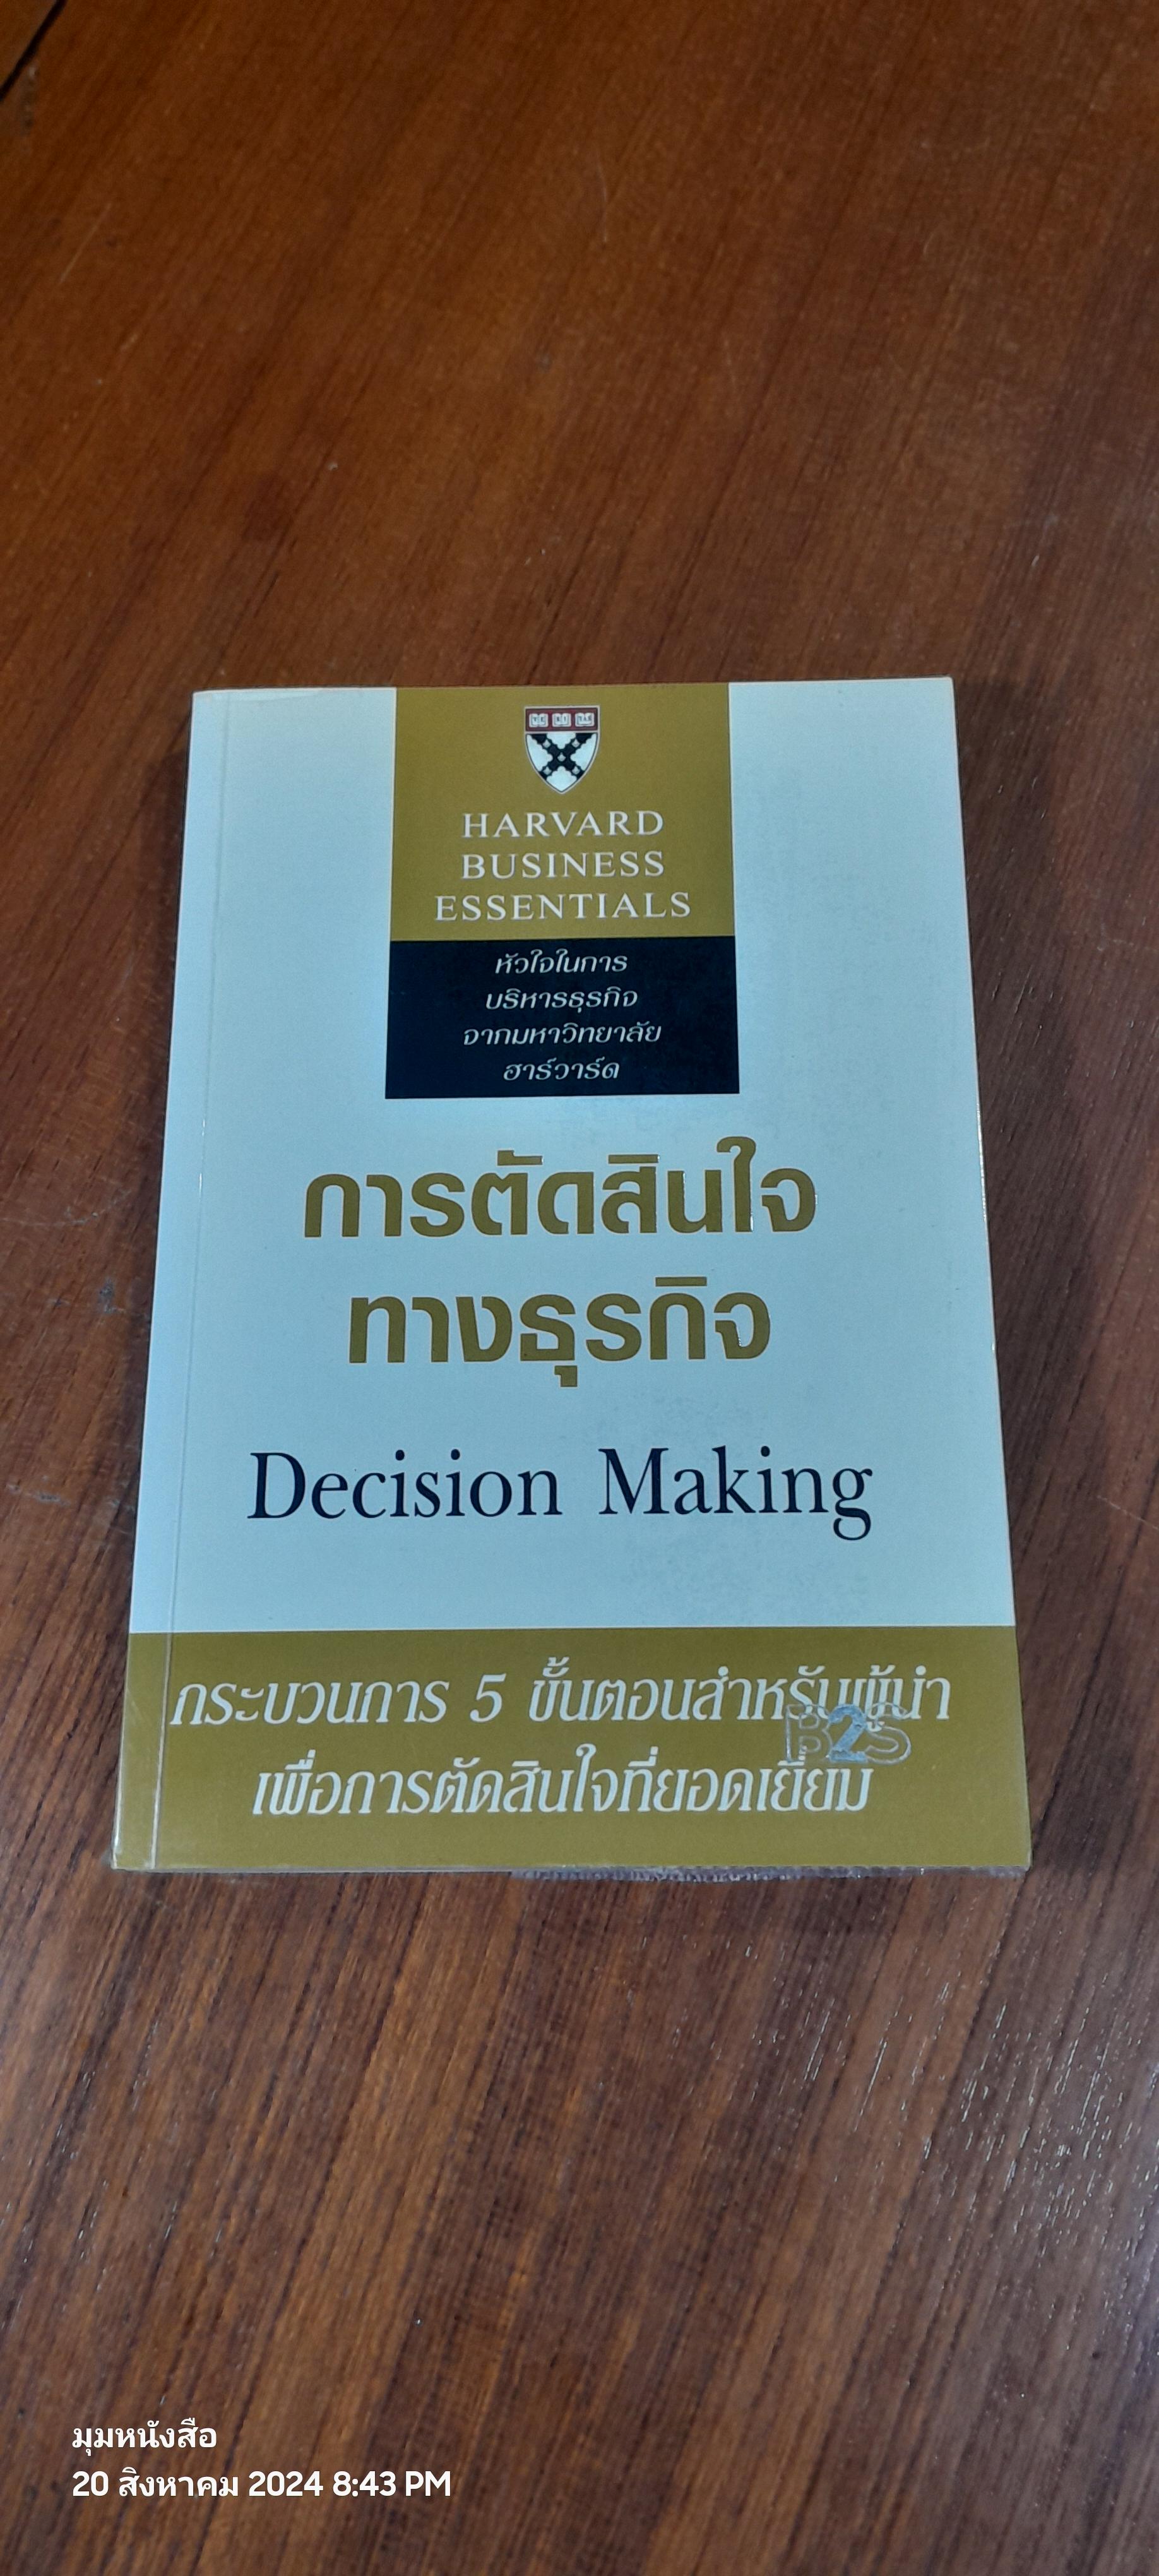 HARVARD
BUSINESS
ESSENTIALS
หัวใจในการ
บริหารธุรกิจ
จากมหาวิทยาลัย
ฮาร์วาร์ด
การตัดสินใจ
ทางธุรกิจ
Decision Making
กระบวนการ 5 ขั้นตอนสำหรับผู้นำ
B2S
เพื่อการตัดสินใจที่ยอดเยี่ยม
มุมหนังสือ
20 สิงหาคม 2024 8:43 PM